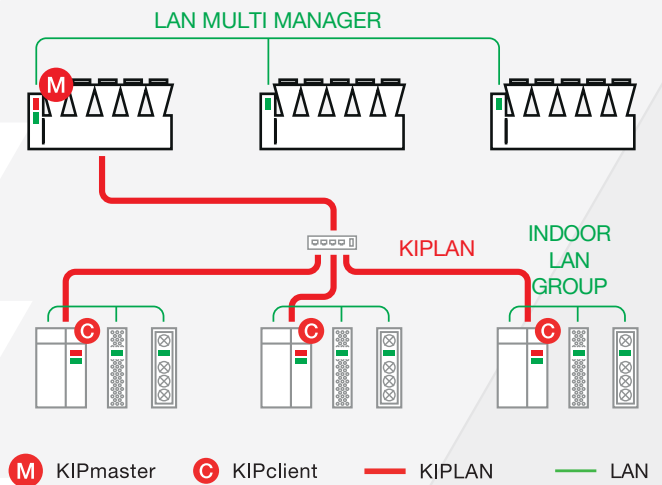 LAN MULTI MANAGER
M
KIPLAN
INDOOR
LAN
GROUP
C
C
C
M KIPmaster
C KIPclient
KIPLAN
LAN